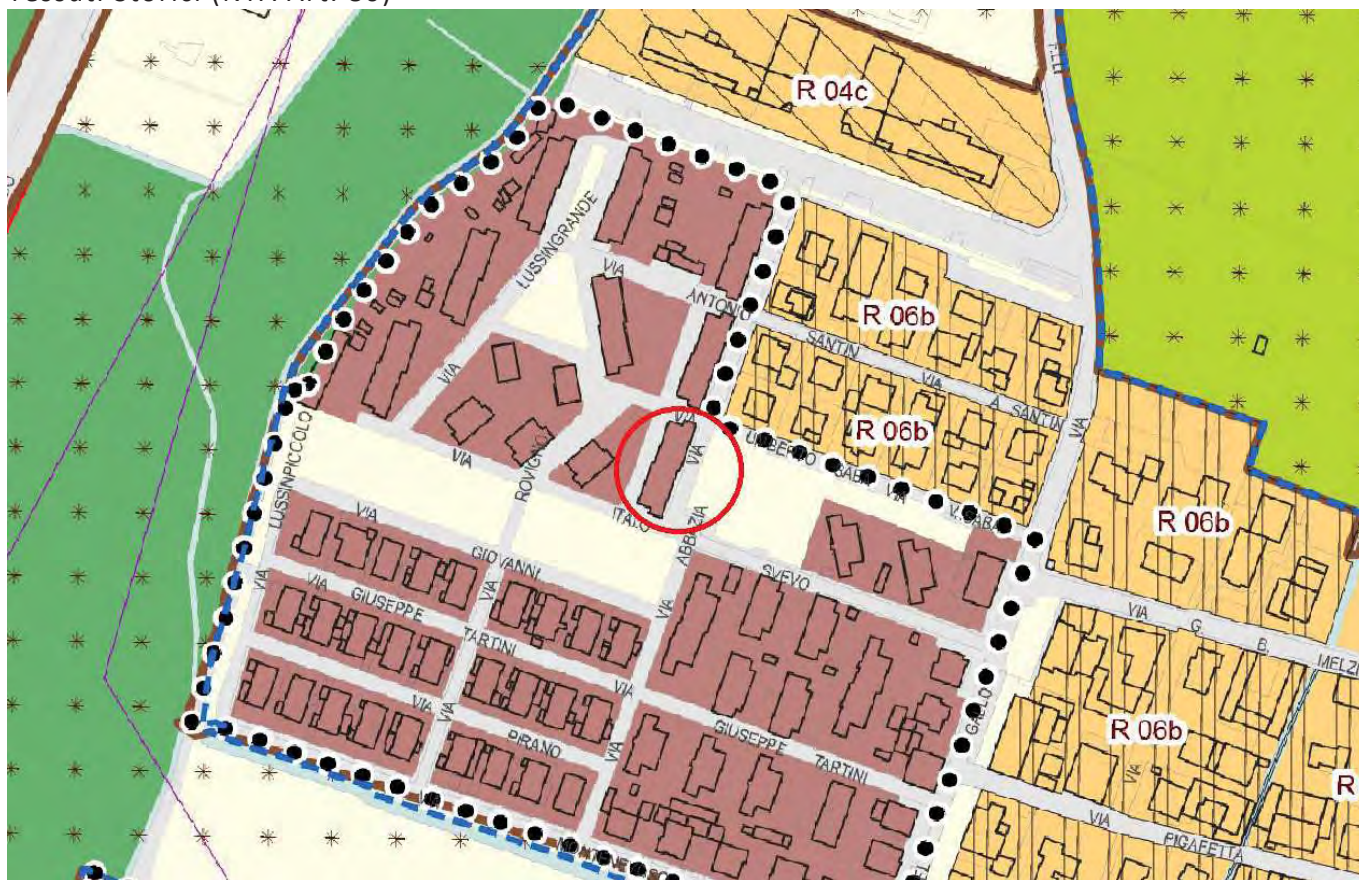 R 04c
LUSSINGRANDE
VIA
ANTONIO
SANTIN
VIA
A. SANTIN
VIA
R 06b
R 06b
VIA
VIA
VIA
UMBERTO SABA
VIA
V. SABA
R 06b
LUSSINPICCOLO
VIA
VIA
ROVIGNO
ITALO
ABBAZIA
SVEVO
VIA
GIOVANNI
VIA
VIA
GIUSEPPE
TARTINI
VIA
VIA
VIA
VIA
PIRANO
VIA
GIUSEPPE
TARTINI
VIA
G.
B.
MELZI
R 06b
VIA
R
VIA
PIGAFETTA